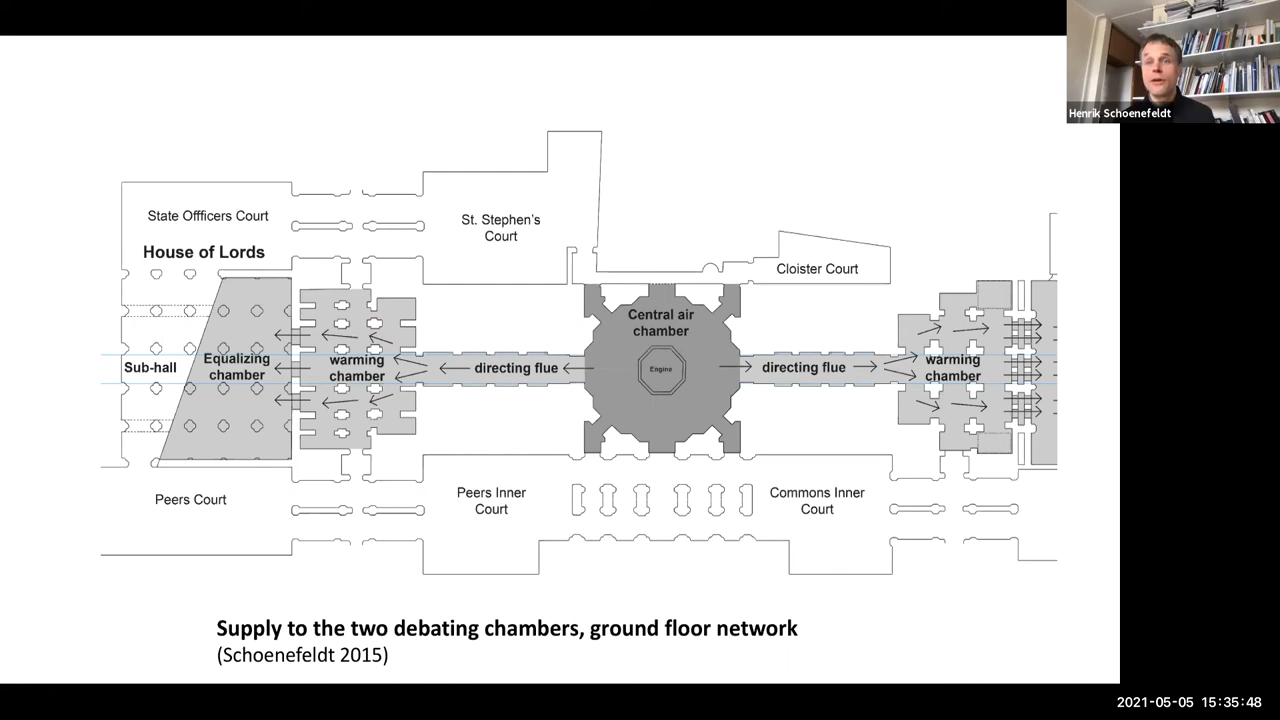 Henrik Schoenefeldt
State Offficers Court
St. Stephen's
Court
House of Lords
Cloister Court
Central air
chamber
Sub-hall
Equalizing
chamber
warming
chamber
directing flue
Engine
directing flue
warming
chamber
Peers Court
Peers Inner
Court
Commons Inner
Court
Supply to the two debating chambers, ground floor network
(Schoenefeldt 2015)
2021-05-05 15:35:48